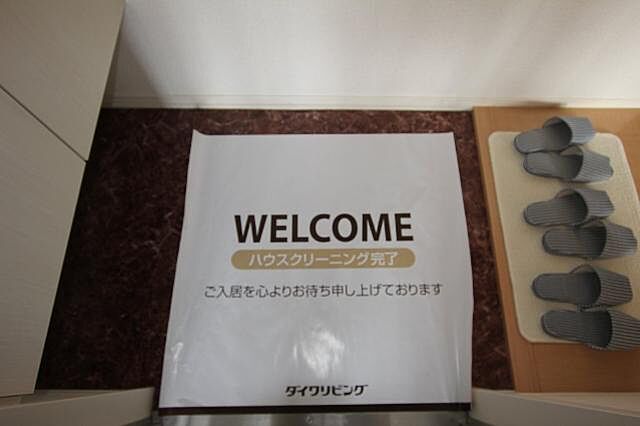 WELCOME
ハウスクリーニング完了
ご入居を心よりお待ち申し上げております
ダイワリビング